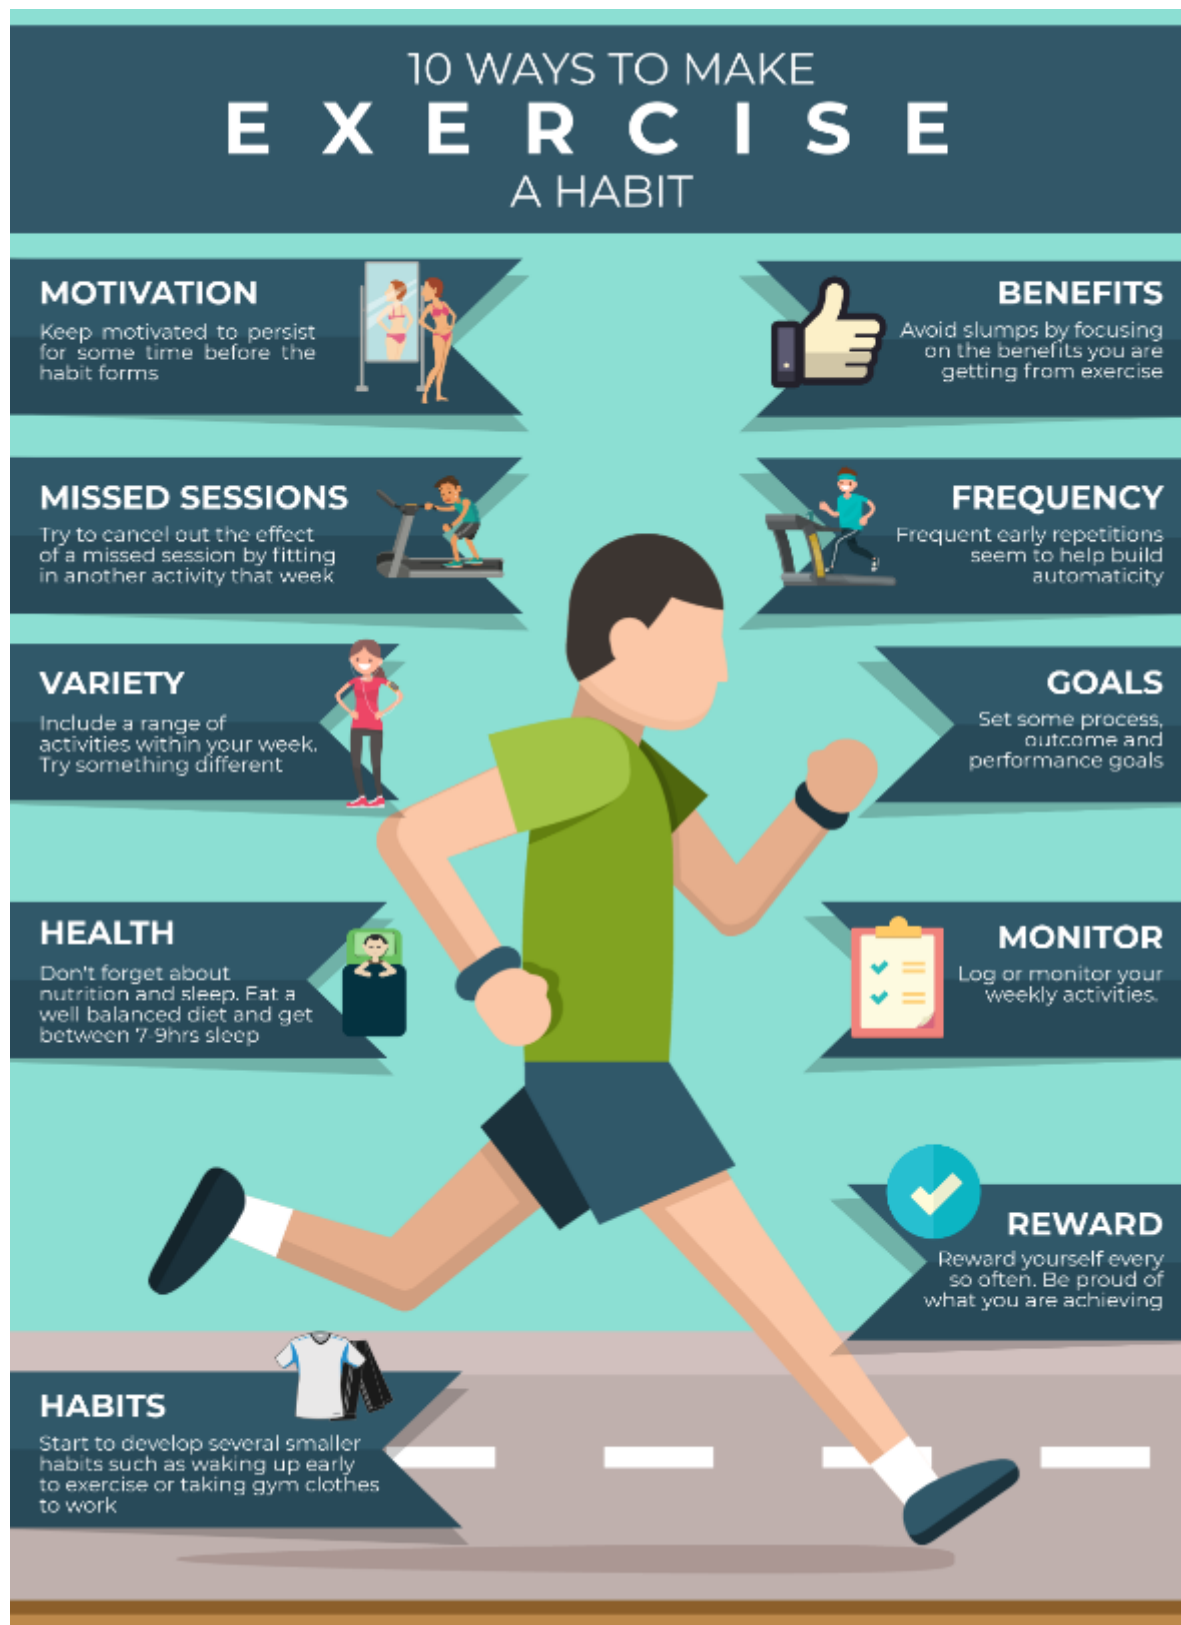 10 WAYS TO MAKE
EXERCISE
A HABIT
MOTIVATION
Keep motivated to persist
for some time before the
habit forms
BENEFITS
Avoid slumps by focusing
on the benefits you are
getting from exercise
MISSED SESSIONS
Try to cancel out the effect
of a missed session by fitting
in another activity that week
FREQUENCY
Frequent early repetitions
seem to help build
automaticity
VARIETY
Include a range of
activities within your week.
Try something different
GOALS
Set some process,
outcome and
performance goals
HEALTH
Don't forget about
nutrition and sleep. Eat a
well balanced diet and get
between 7-9hrs sleep
MONITOR
Log or monitor your
weekly activities.
REWARD
Reward yourself every
so often. Be proud of
what you are achieving
HABITS
Start to develop several smaller
habits such as waking up early
to exercise or taking gym clothes
to work